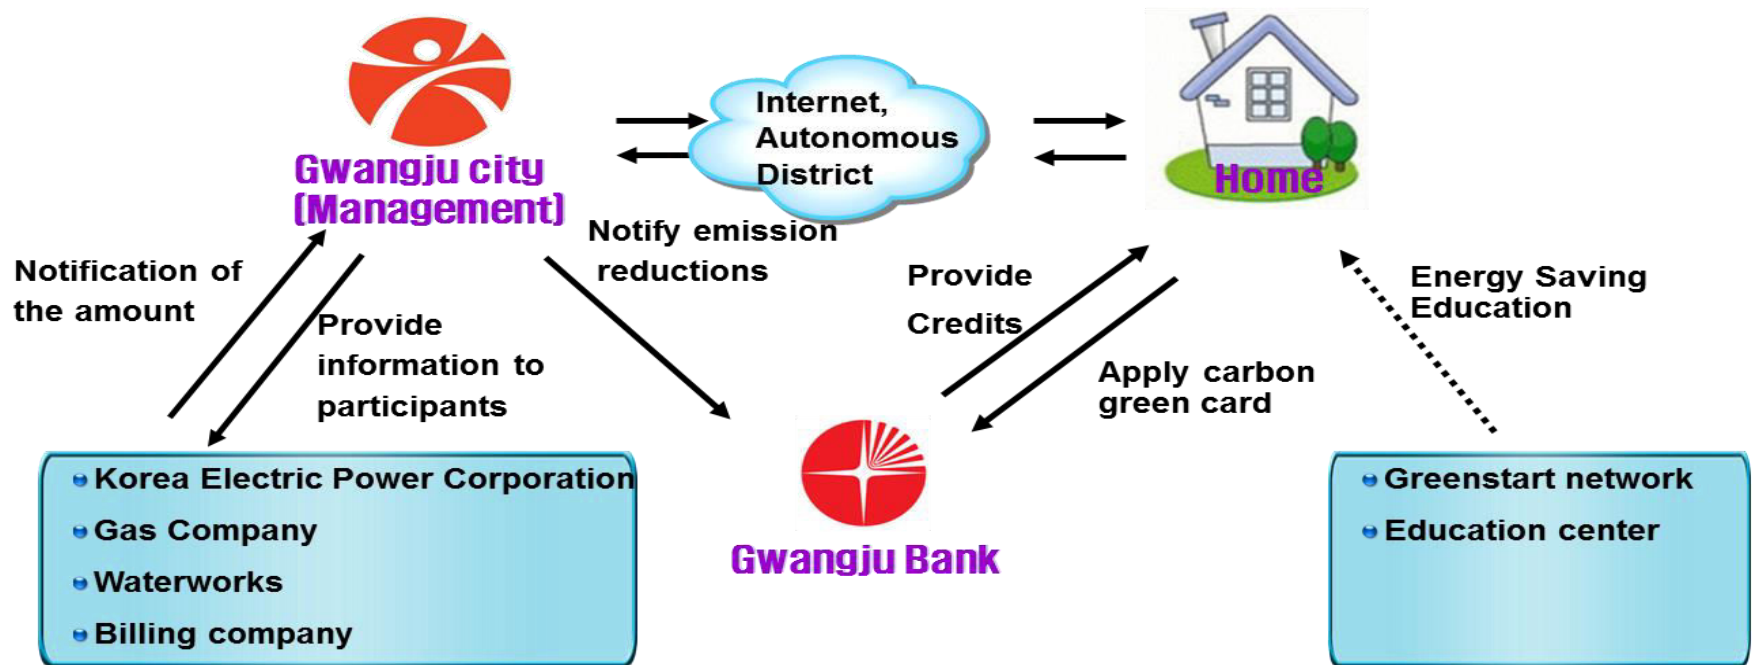 Internet,
Autonomous
District
Gwangju city
(Management)
Home
Notify emission
reductions
Notification of
the amount
Provide
information to
participants
Provide
Credits
Energy Saving
Education
Apply carbon
green card
Korea Electric Power Corporation
Gas Company
Waterworks
Billing company
Gwangju Bank
Greenstart network
Education center